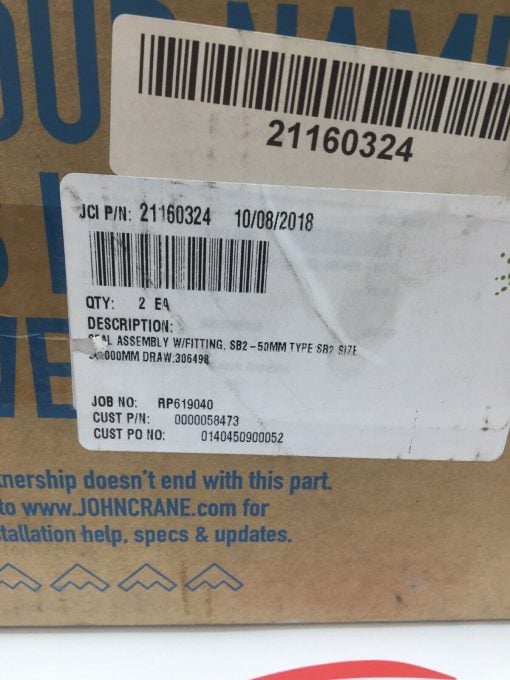 OUR NAME
21160324
JCI P/N: 21160324 10/08/2018
QTY: 2 EA
DESCRIPTION:
ASSEMBLY W/FITTING, SB2-50MM TYPE SB2 SIZE
DRAW:306498
JOB NO: RP619040
CUST P/N: 0000058473
CUST PO NO: 0140450900052
doesn't end with this part.
to www.JOHNCRANE.com for
help, specs & updates.